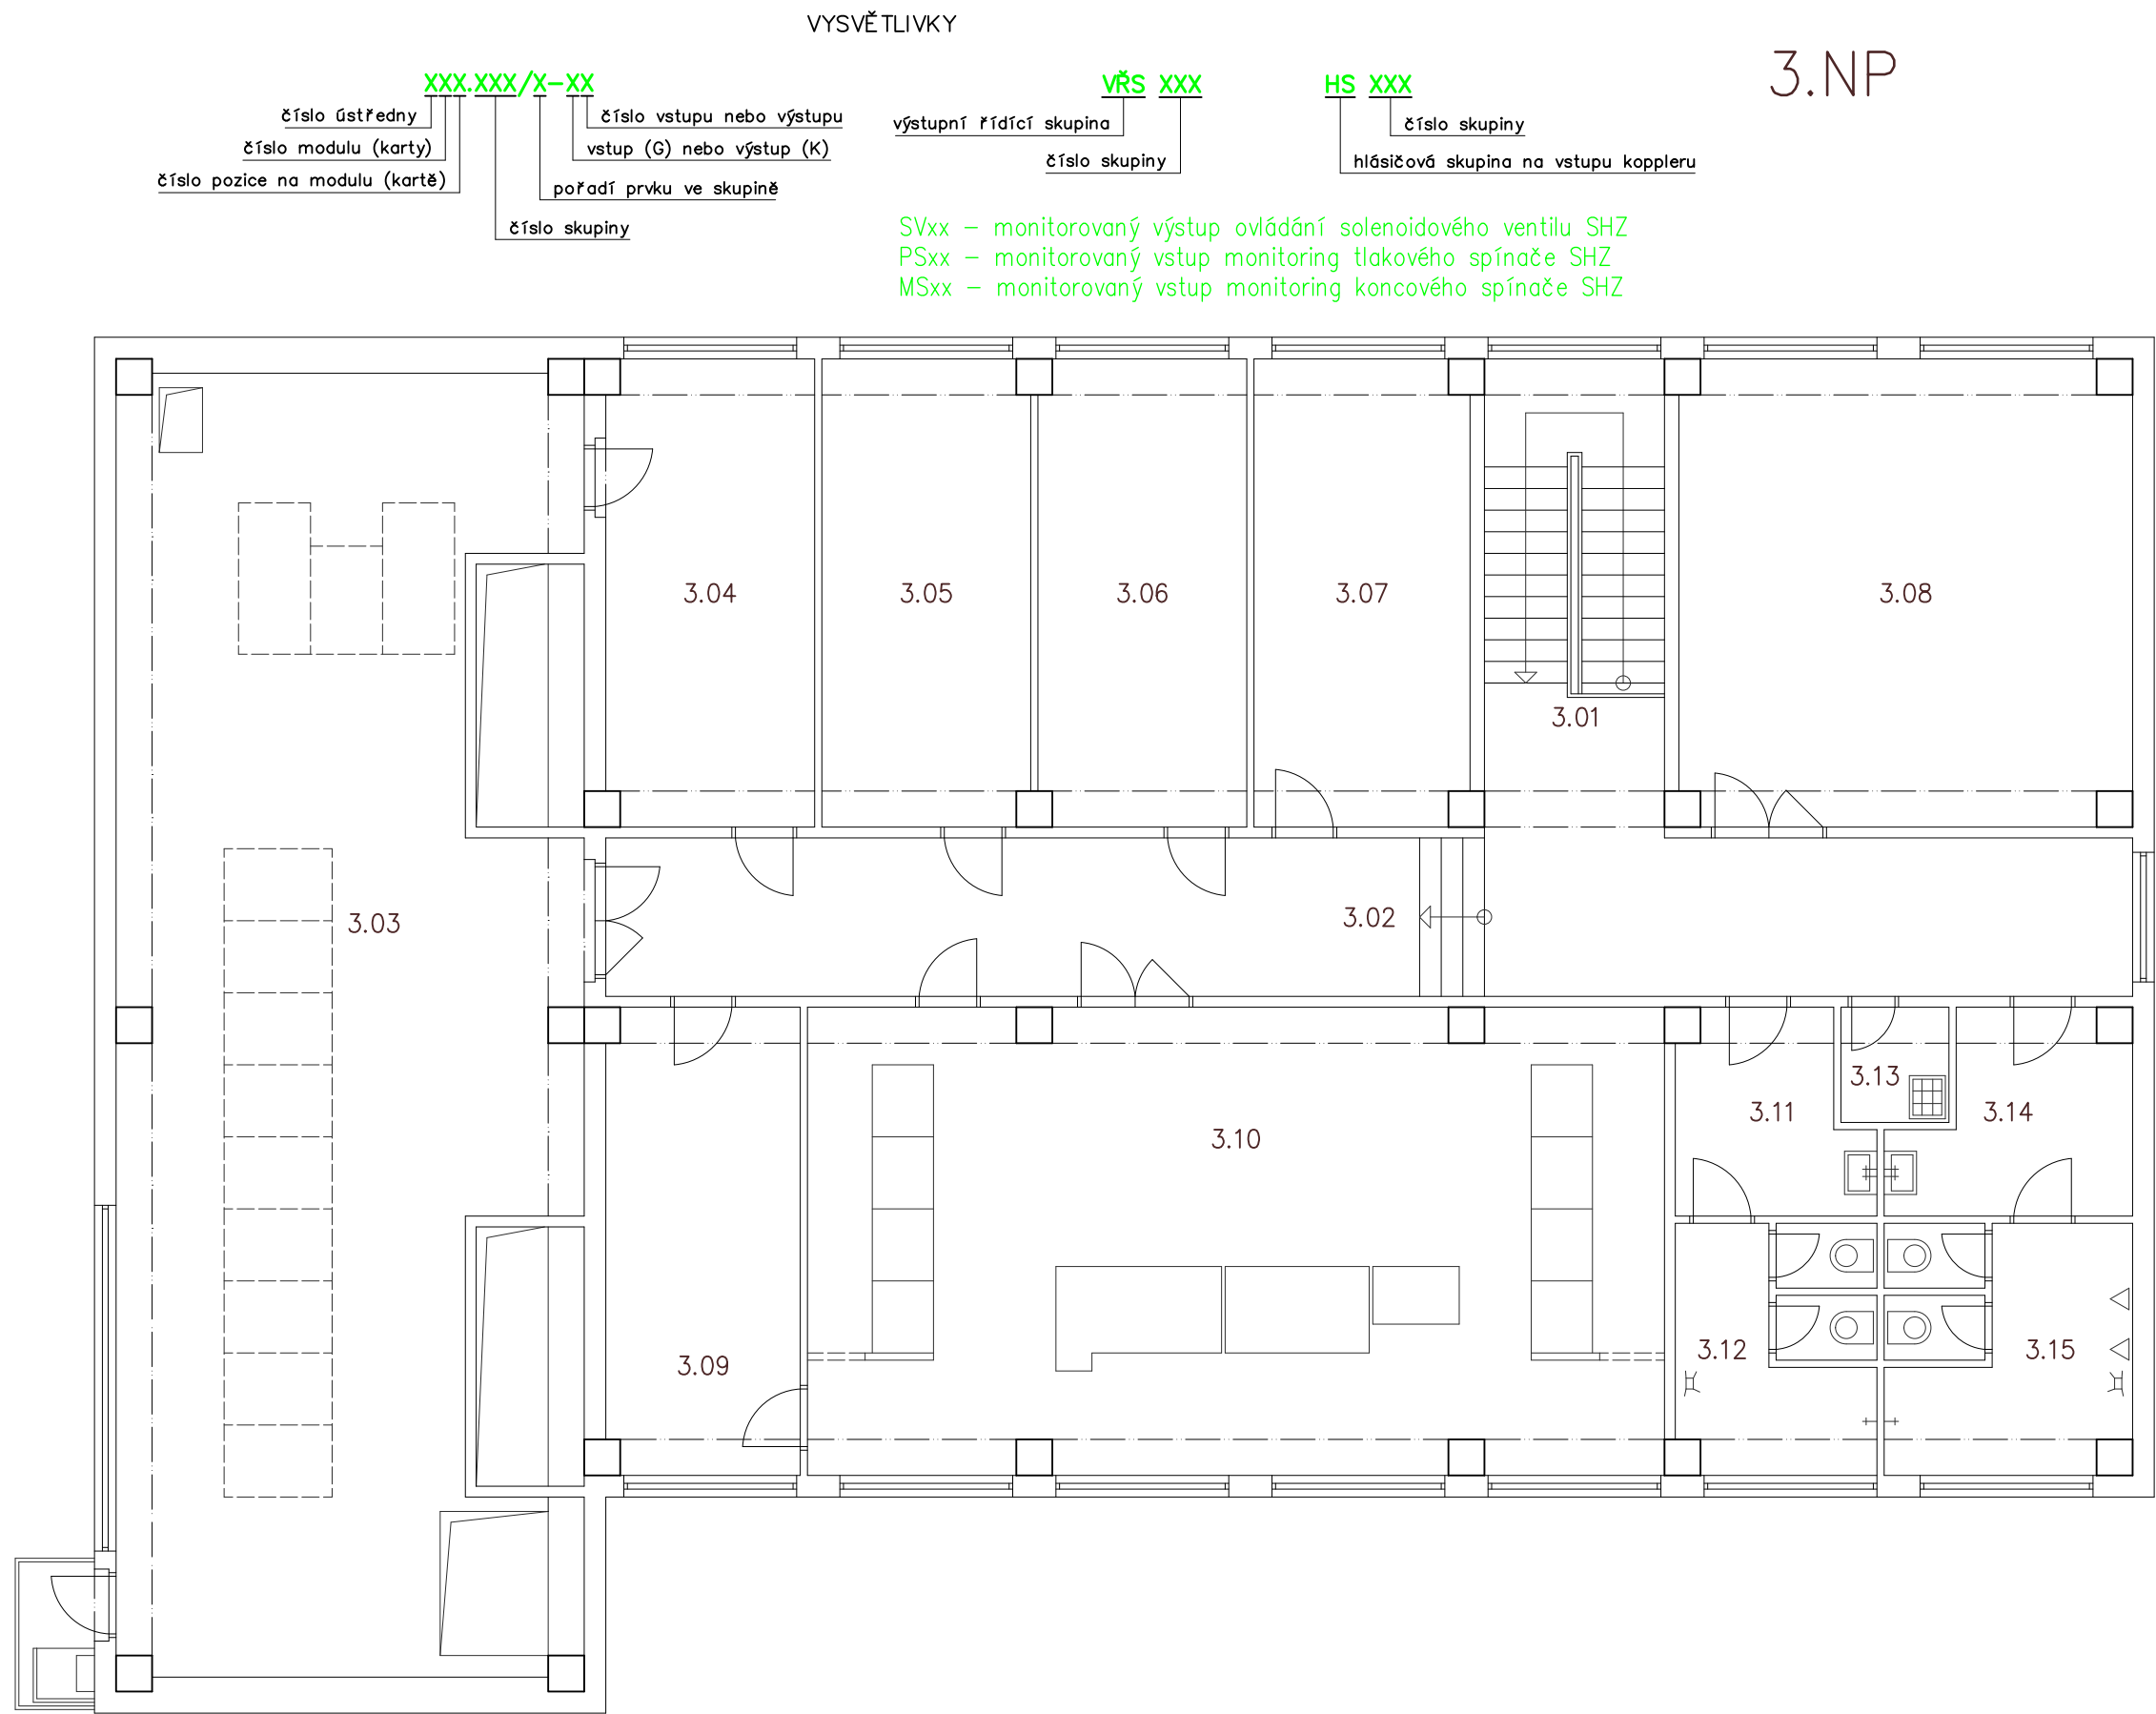 VYSVĚTLIVKY
3.NP
XXX.XXX/X-XX
číslo ústředny
číslo modulu (karty)
číslo pozice na modulu (kartě)
číslo skupiny
číslo vstupu nebo výstupu
vstup (G) nebo výstup (K)
pořadí prvku ve skupině
VŘS XXX
výstupní řídící skupina
číslo skupiny
HS XXX
číslo skupiny
hlásičová skupina na vstupu koppleru
SVxx – monitorovaný výstup ovládání solenoidového ventilu SHZ
PSxx – monitorovaný vstup monitoring tlakového spínače SHZ
MSxx – monitorovaný vstup monitoring koncového spínače SHZ
3.04
3.05
3.06
3.07
3.08
3.01
3.03
3.02
3.13
3.11
3.14
3.10
3.09
3.12
3.15